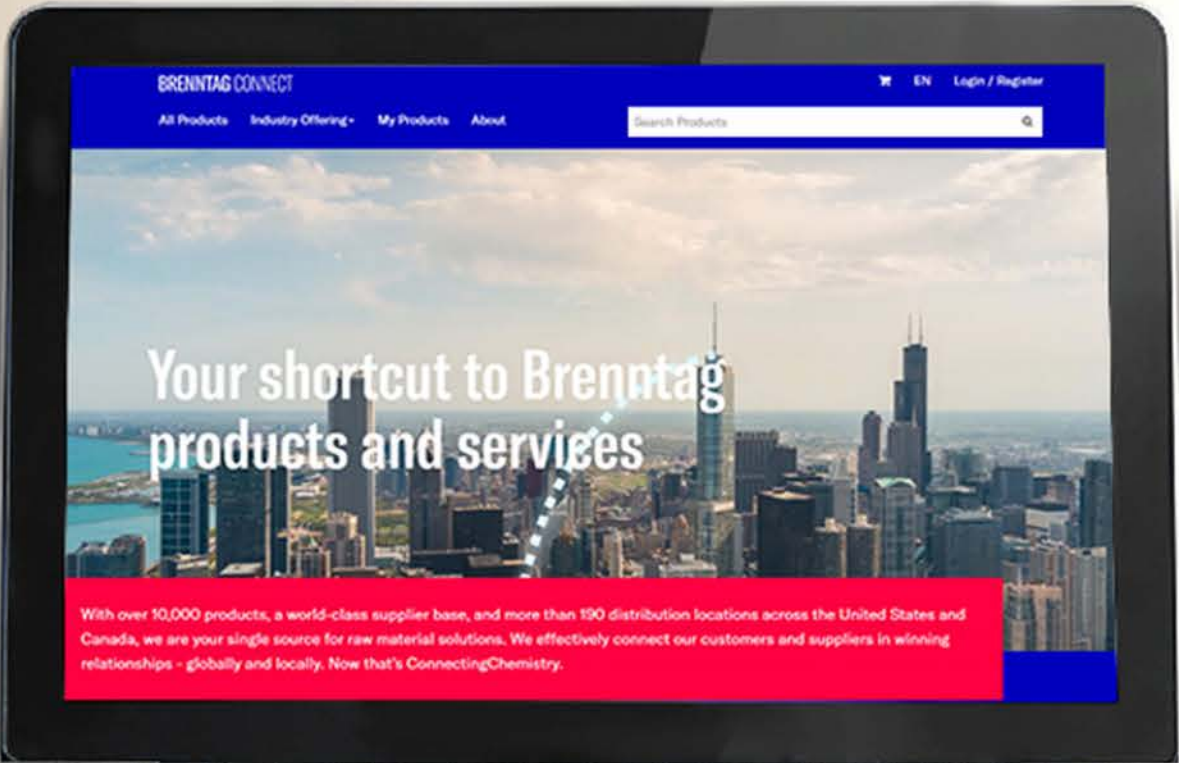 BRENNTAG CONNECT
EN
Login / Register
All Products
Industry Offering
My Products
About
Search Products
Your shortcut to Brenntag
products and services
With over 10,000 products, a world-class supplier base, and more than 190 distribution locations across the United States and
Canada, we are your single source for raw material solutions. We effectively connect our customers and suppliers in winning
relationships - globally and locally. Now that's ConnectingChemistry.